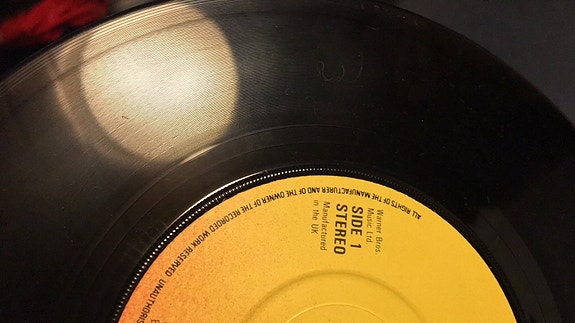 ALL RIGHTS OF THE MANUFACTURER AND OF THE OWNER OF THE RECORDED WORK RESERVED UNAUTHORIS
Warner Bros.
Music Ltd.
SIDE 1
STEREO
Manufactured
in the UK